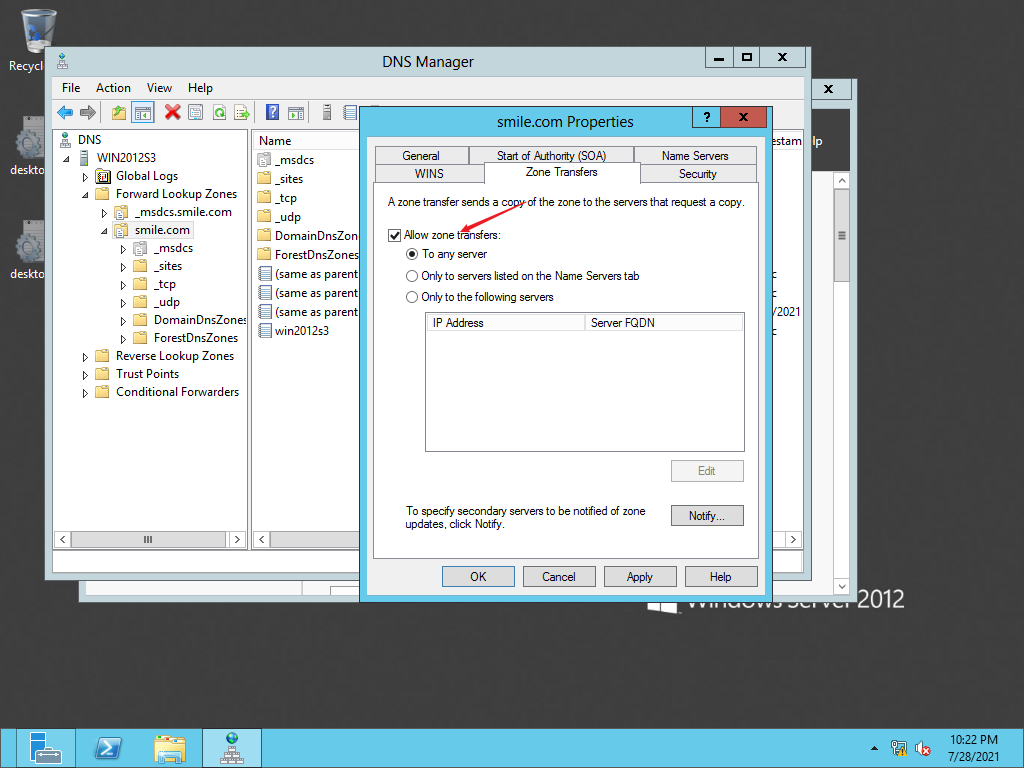 Recycl
deskto
deskto
DNS Manager
File Action View Help
DNS
WIN2012S3
Global Logs
Forward Lookup Zones
_msdcs.smile.com
smile.com
_msdcs
_sites
_tcp
_udp
DomainDnsZones
ForestDnsZones
Reverse Lookup Zones
Trust Points
Conditional Forwarders
Name
_msdcs
_sites
_tcp
_udp
DomainDnsZon
ForestDnsZones
(same as parent
(same as parent
(same as parent
win2012s3
estam
/2021
lp
smile.com Properties
General Start of Authority (SOA) Name Servers
WINS Zone Transfers Security
A zone transfer sends a copy of the zone to the servers that request a copy.
Allow zone transfers:
To any server
Only to servers listed on the Name Servers tab
Only to the following servers
IP Address Server FQDN
Edit
To specify secondary servers to be notified of zone
updates, click Notify.
Notify...
OK Cancel Apply Help
Windows Server 2012
10:22 PM
7/28/2021